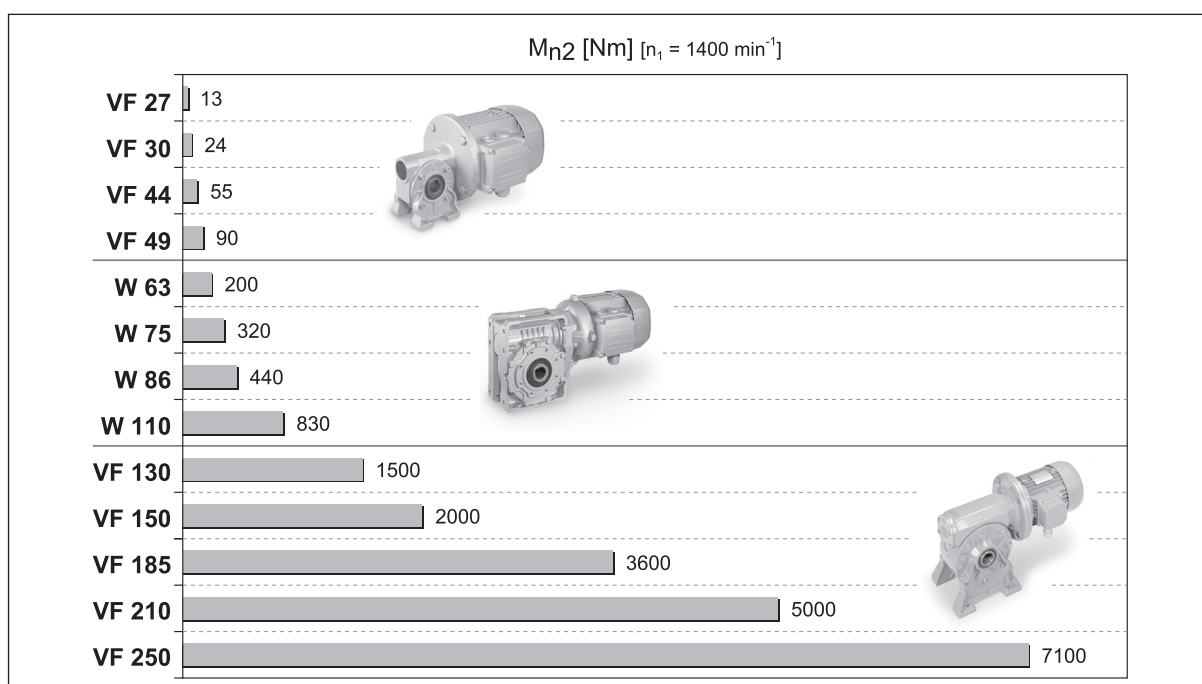 Mn2 [Nm] [n1 = 1400 min-1]
VF 27 13
VF 30 24
VF 44 55
VF 49 90
W 63 200
W 75 320
W 86 440
W 110 830
VF 130 1500
VF 150 2000
VF 185 3600
VF 210 5000
VF 250 7100